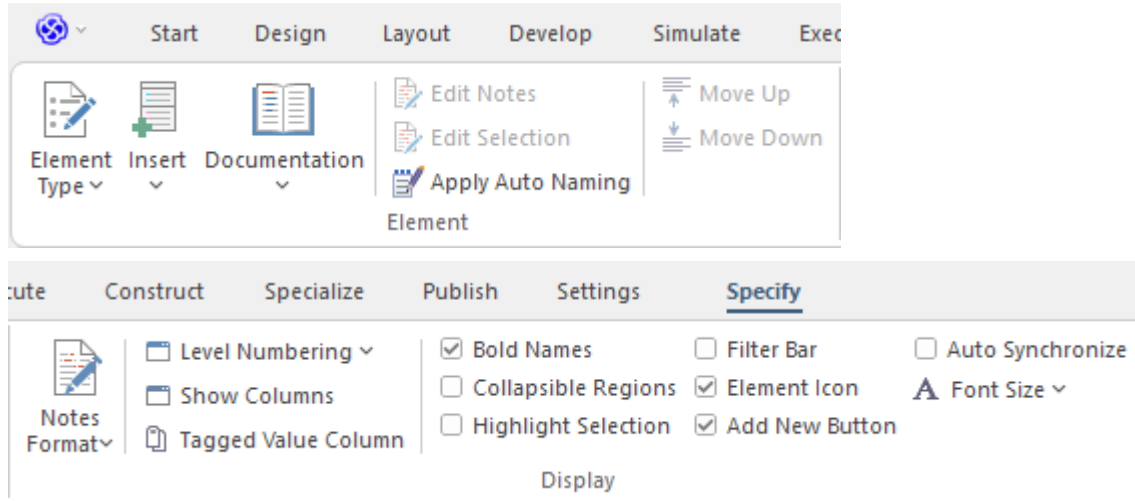 Start Design Layout Develop Simulate Exec
Edit Notes Move Up
Edit Selection Move Down
Element Insert Documentation
Type
Apply Auto Naming
Element
cute Construct Specialize Publish Settings Specify
Level Numbering Bold Names Filter Bar Auto Synchronize
Show Columns Collapsible Regions Element Icon A Font Size
Notes
Format
Tagged Value Column Highlight Selection Add New Button
Display